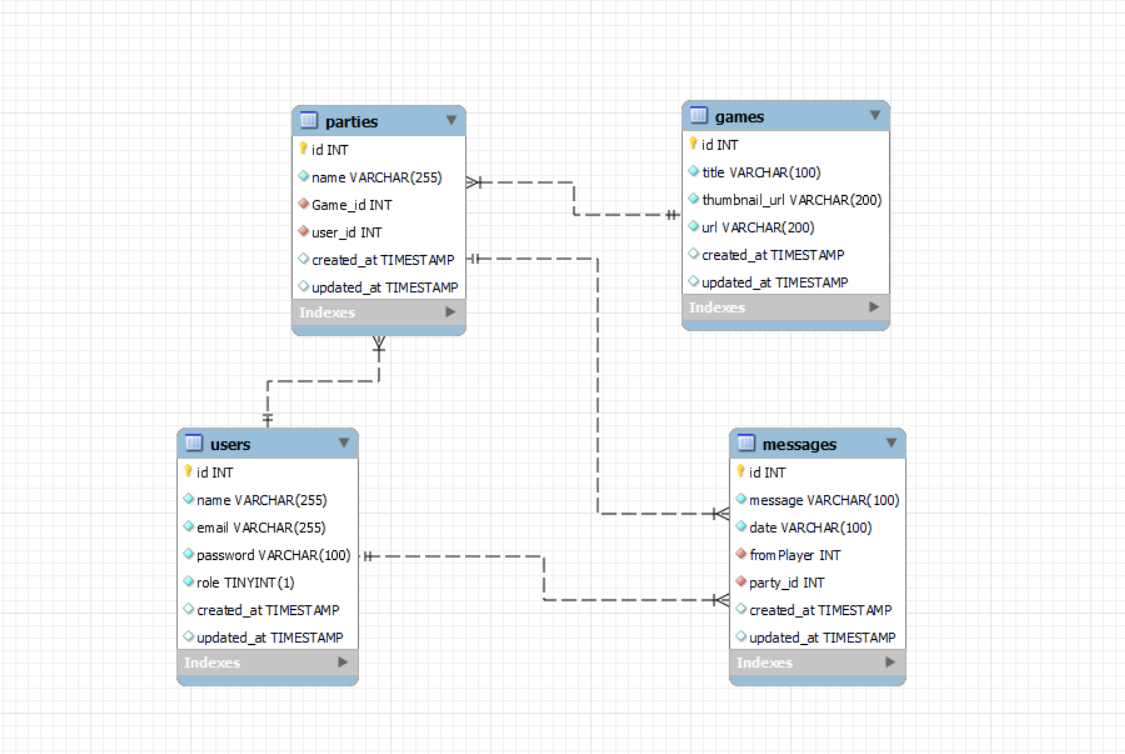 parties
id INT
name VARCHAR(255)
Game_id INT
user_id INT
created_at TIMESTAMP
updated_at TIMESTAMP
Indexes
games
id INT
title VARCHAR(100)
thumbnail_url VARCHAR(200)
url VARCHAR(200)
created_at TIMESTAMP
updated_at TIMESTAMP
Indexes
users
id INT
name VARCHAR(255)
email VARCHAR(255)
password VARCHAR(100)
role TINYINT(1)
created_at TIMESTAMP
updated_at TIMESTAMP
Indexes
messages
id INT
message VARCHAR(100)
date VARCHAR(100)
fromPlayer INT
party_id INT
created_at TIMESTAMP
updated_at TIMESTAMP
Indexes